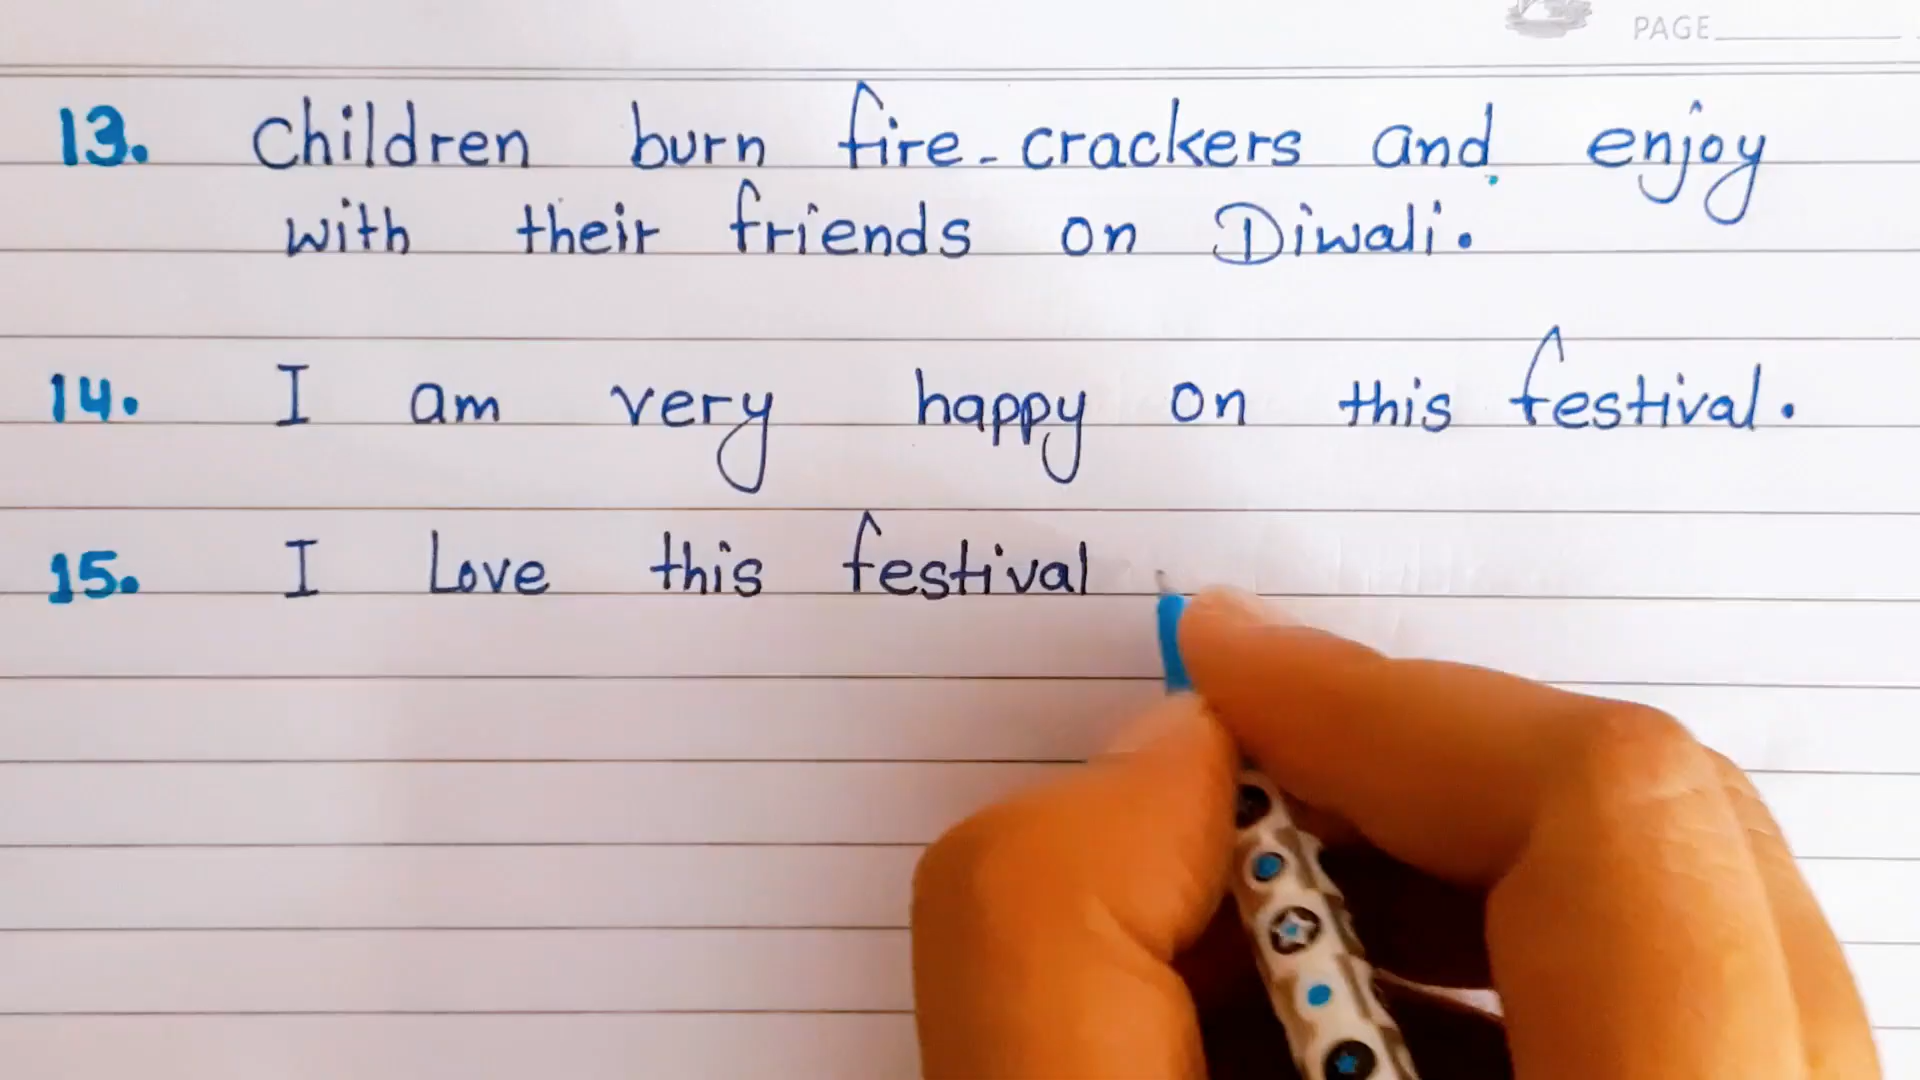 PAGE
13. Children burn fire-crackers and enjoy
with their friends on Diwali.
14. I am very happy on this festival.
15. I Love this festival